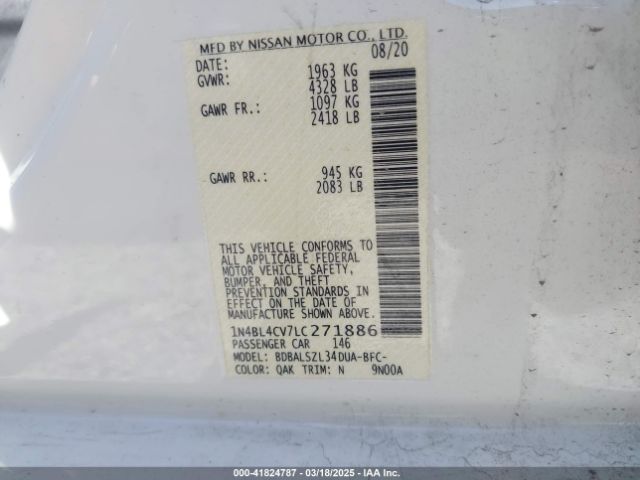 MFD BY NISSAN MOTOR CO., LTD.
DATE: 08/20
GVWR: 1963 KG
4328 LB
GAWR FR.: 1097 KG
2418 LB
GAWR RR.: 945 KG
2083 LB
THIS VEHICLE CONFORMS TO
ALL APPLICABLE FEDERAL
MOTOR VEHICLE SAFETY,
BUMPER, AND THEFT
PREVENTION STANDARDS IN
EFFECT ON THE DATE OF
MANUFACTURE SHOWN ABOVE.
1N4BL4CV7LC271886
PASSENGER CAR 146
MODEL: BDBALSZL34DUA-BFC-
COLOR: QAK TRIM: N 9N00A
000-41824787 - 03/18/2025 - IAA Inc.